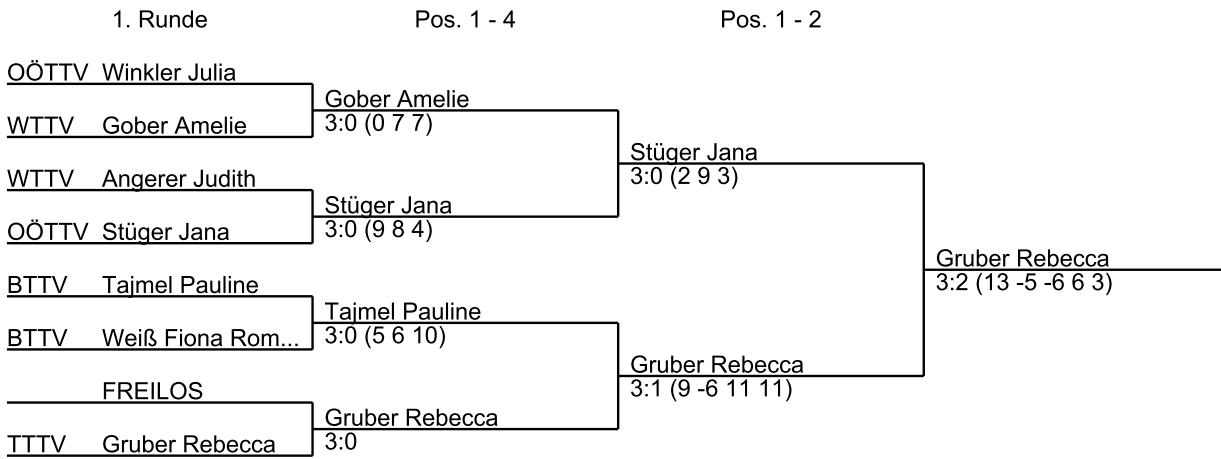 1. Runde Pos. 1 - 4 Pos. 1 - 2
OÖTTV Winkler Julia
Gober Amelie
3:0 (0 7 7)
WTTV Gober Amelie
Stüger Jana
3:0 (2 9 3)
WTTV Angerer Judith
Stüger Jana
3:0 (9 8 4)
OÖTTV Stüger Jana
Gruber Rebecca
3:2 (13 -5 -6 6 3)
BTTV Tajmel Pauline
Tajmel Pauline
3:0 (5 6 10)
BTTV Weiß Fiona Rom...
Gruber Rebecca
3:1 (9 -6 11 11)
FREILOS
Gruber Rebecca
3:0
TTTV Gruber Rebecca